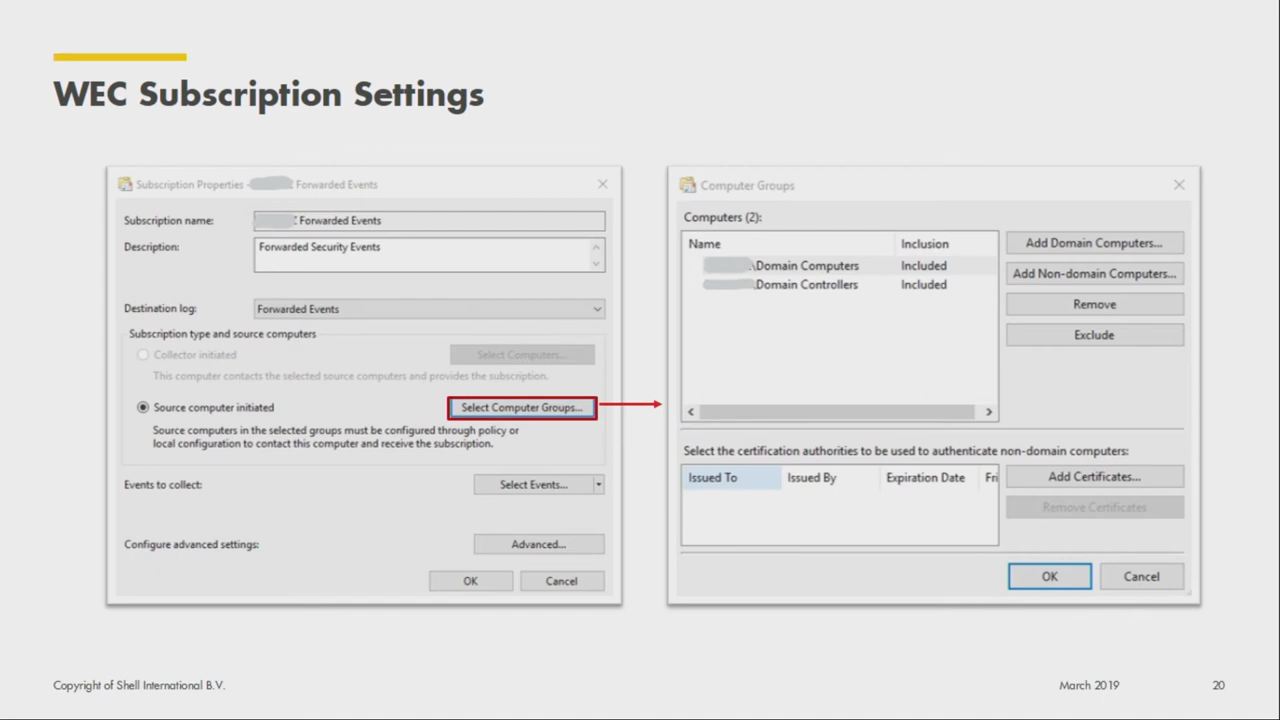 WEC Subscription Settings
Subscription Properties - Forwarded Events
Subscription name:
Forwarded Events
Description:
Forwarded Security Events
Destination log:
Forwarded Events
Subscription type and source computers
Collector initiated
Select Computers...
This computer contacts the selected source computers and provides the subscription.
Source computer initiated
Select Computer Groups...
Source computers in the selected groups must be configured through policy or
local configuration to contact this computer and receive the subscription.
Events to collect:
Select Events...
Configure advanced settings:
Advanced...
OK
Cancel
Computer Groups
Computers (2):
Name
Inclusion
\Domain Computers
Included
\Domain Controllers
Included
Add Domain Computers...
Add Non-domain Computers...
Remove
Exclude
Select the certification authorities to be used to authenticate non-domain computers:
Issued To
Issued By
Expiration Date
Fri
Add Certificates...
Remove Certificates
OK
Cancel
Copyright of Shell International B.V.
March 2019
20